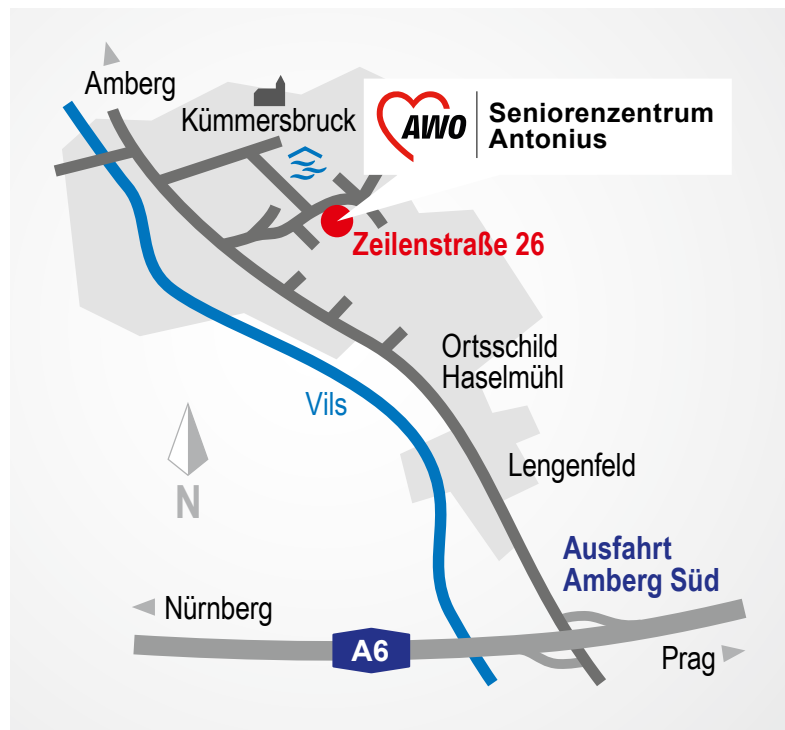 Amberg
Kümmersbruck
AWO
Seniorenzentrum
Antonius
Zeilenstraße 26
Ortsschild
Haselmühl
Vils
Lengenfeld
N
Ausfahrt
Amberg Süd
Nürnberg
A6
Prag